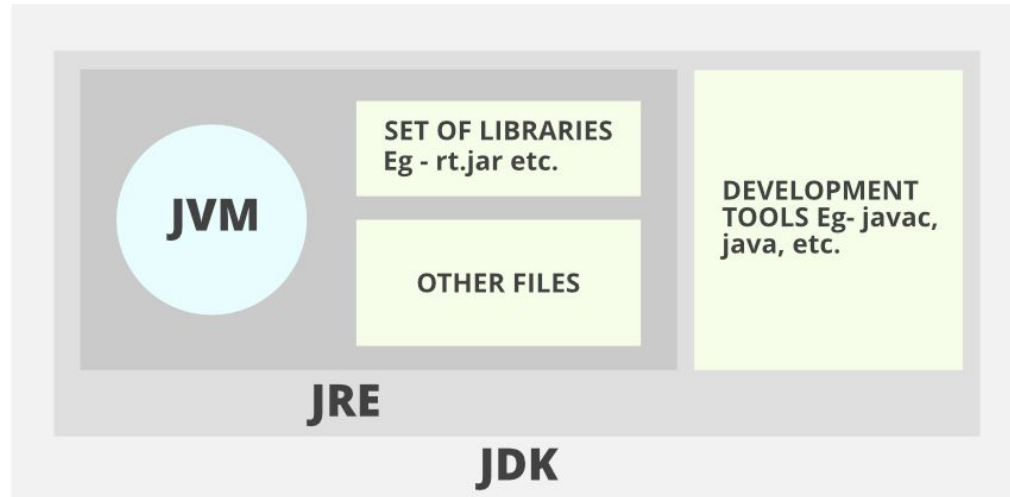 JVM
SET OF LIBRARIES
Eg - rt.jar etc.
OTHER FILES
DEVELOPMENT
TOOLS Eg- javac,
java, etc.
JRE
JDK